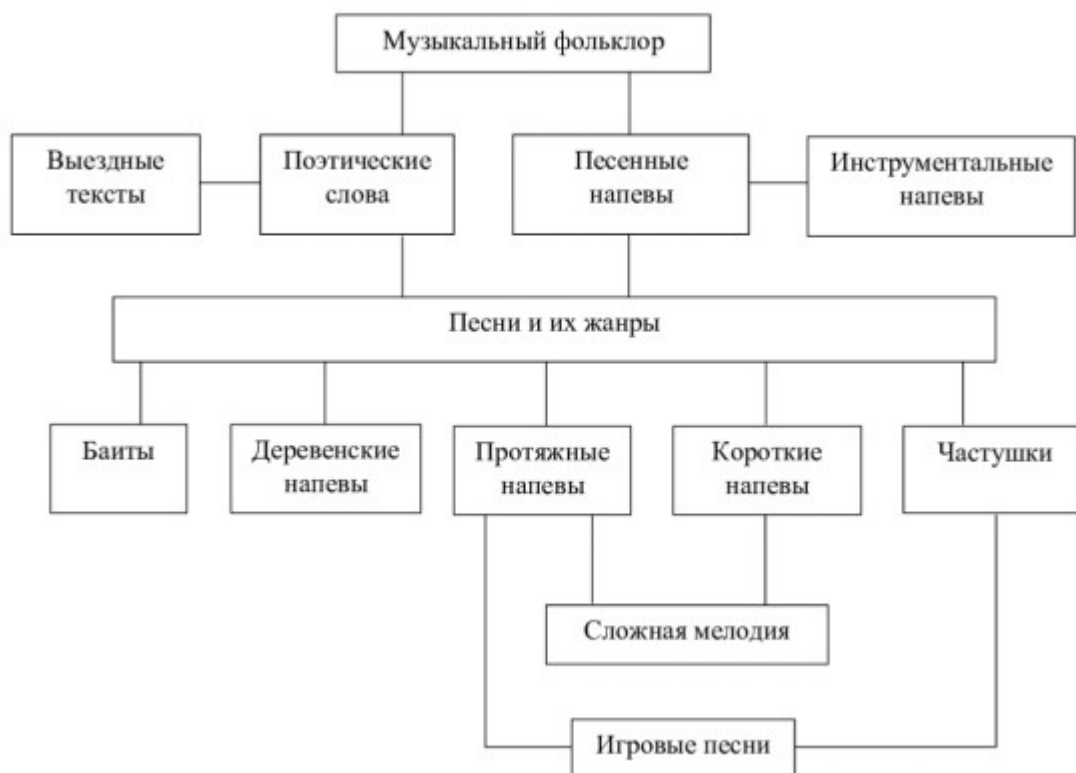 Музыкальный фольклор
Выездные
тексты
Поэтические
слова
Песенные
напевы
Инструментальные
напевы
Песни и их жанры
Баиты
Деревенские
напевы
Протяжные
напевы
Короткие
напевы
Частушки
Сложная мелодия
Игровые песни